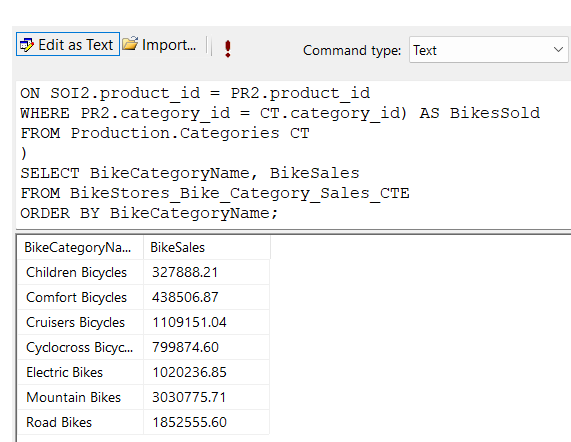 Edit as Text Import... ! Command type: Text
ON SOI2.product_id = PR2.product_id
WHERE PR2.category_id = CT.category_id) AS BikesSold
FROM Production.Categories CT
)
SELECT BikeCategoryName, BikeSales
FROM BikeStores_Bike_Category_Sales_CTE
ORDER BY BikeCategoryName;
BikeCategoryNa... BikeSales
Children Bicycles 327888.21
Comfort Bicycles 438506.87
Cruisers Bicycles 1109151.04
Cyclocross Bicyc... 799874.60
Electric Bikes 1020236.85
Mountain Bikes 3030775.71
Road Bikes 1852555.60